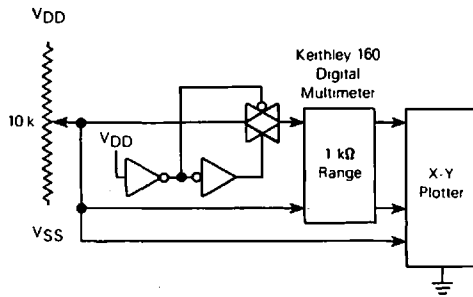 VDD
10 k
VSS
VDD
Keithley 160
Digital
Multimeter
1 kΩ
Range
X-Y
Plotter